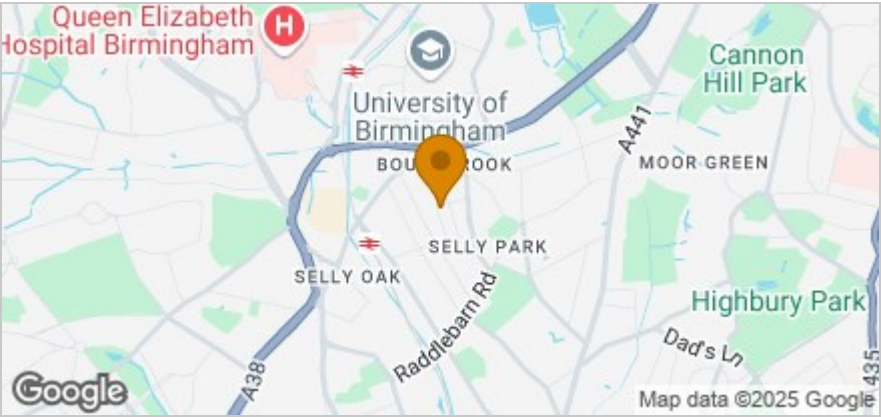 Queen Elizabeth
Hospital Birmingham
H
University of
Birmingham
Cannon
Hill Park
A441
MOOR GREEN
SELLY PARK
SELLY OAK
Raddlebarn Rd
Highbury Park
Dad's Ln
A38
435
Google
Map data ©2025 Google